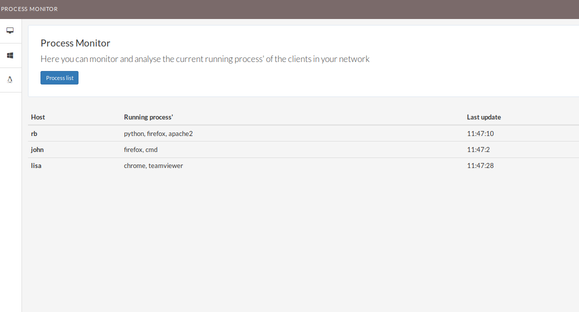 PROCESS MONITOR
Process Monitor
Here you can monitor and analyse the current running process' of the clients in your network
Process list
Host Running process' Last update
rb python, firefox, apache2 11:47:10
john firefox, cmd 11:47:2
lisa chrome, teamviewer 11:47:28